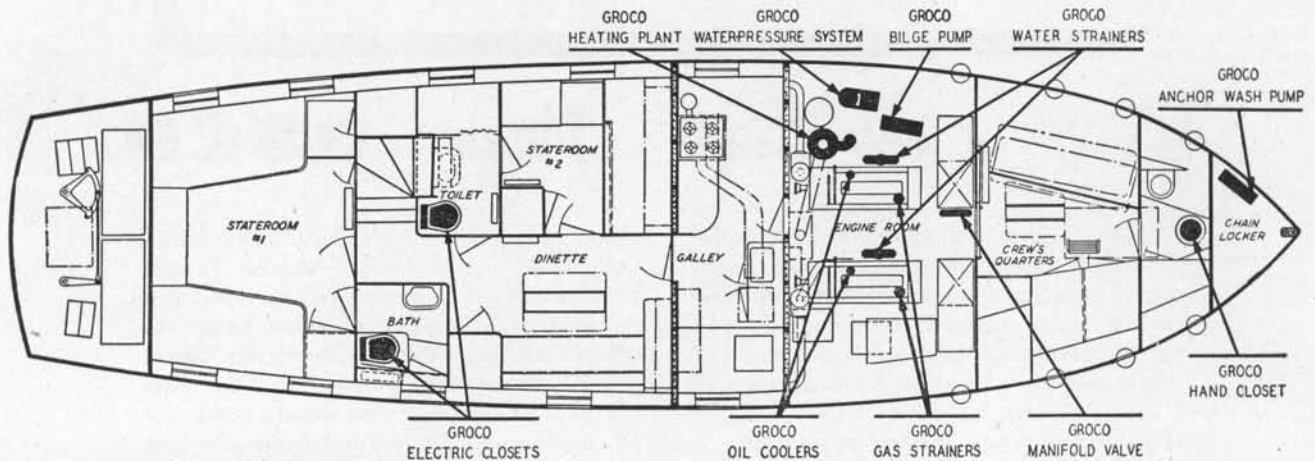 GROCO
HEATING PLANT
GROCO
WATERPRESSURE SYSTEM
GROCO
BILGE PUMP
GROCO
WATER STRAINERS
GROCO
ANCHOR WASH PUMP
STATEROOM
#2
TOILET
STATEROOM
#1
DINETTE
GALLEY
ENGINE ROOM
CREW'S
QUARTERS
CHAIN
LOCKER
BATH
GROCO
HAND CLOSET
GROCO
ELECTRIC CLOSETS
GROCO
OIL COOLERS
GROCO
GAS STRAINERS
GROCO
MANIFOLD VALVE